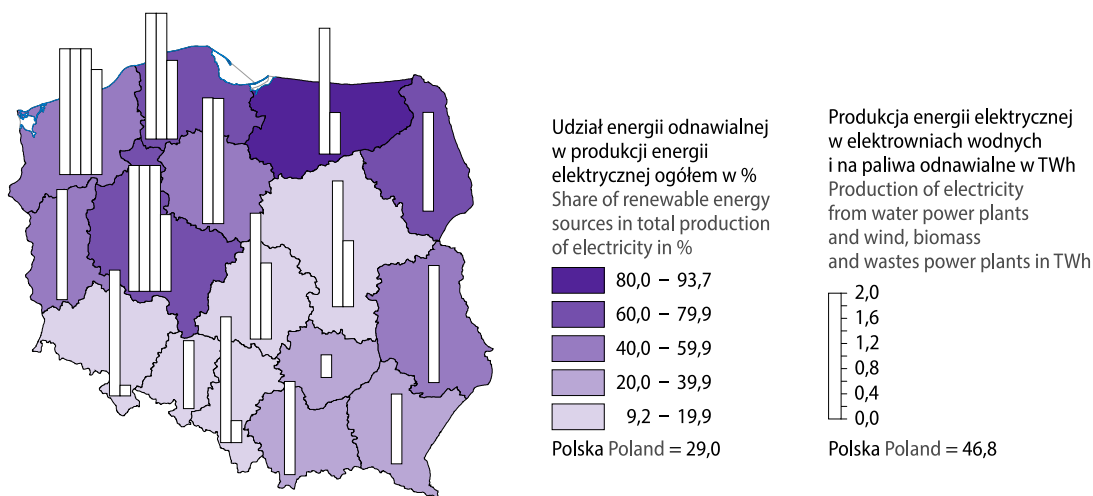 Udział energii odnawialnej
w produkcji energii
elektrycznej ogółem w %
Share of renewable energy
sources in total production
of electricity in %
80,0 – 93,7
60,0 – 79,9
40,0 – 59,9
20,0 – 39,9
9,2 – 19,9
Polska Poland = 29,0
Produkcja energii elektrycznej
w elektrowniach wodnych
i na paliwa odnawialne w TWh
Production of electricity
from water power plants
and wind, biomass
and wastes power plants in TWh
2,0
1,6
1,2
0,8
0,4
0,0
Polska Poland = 46,8